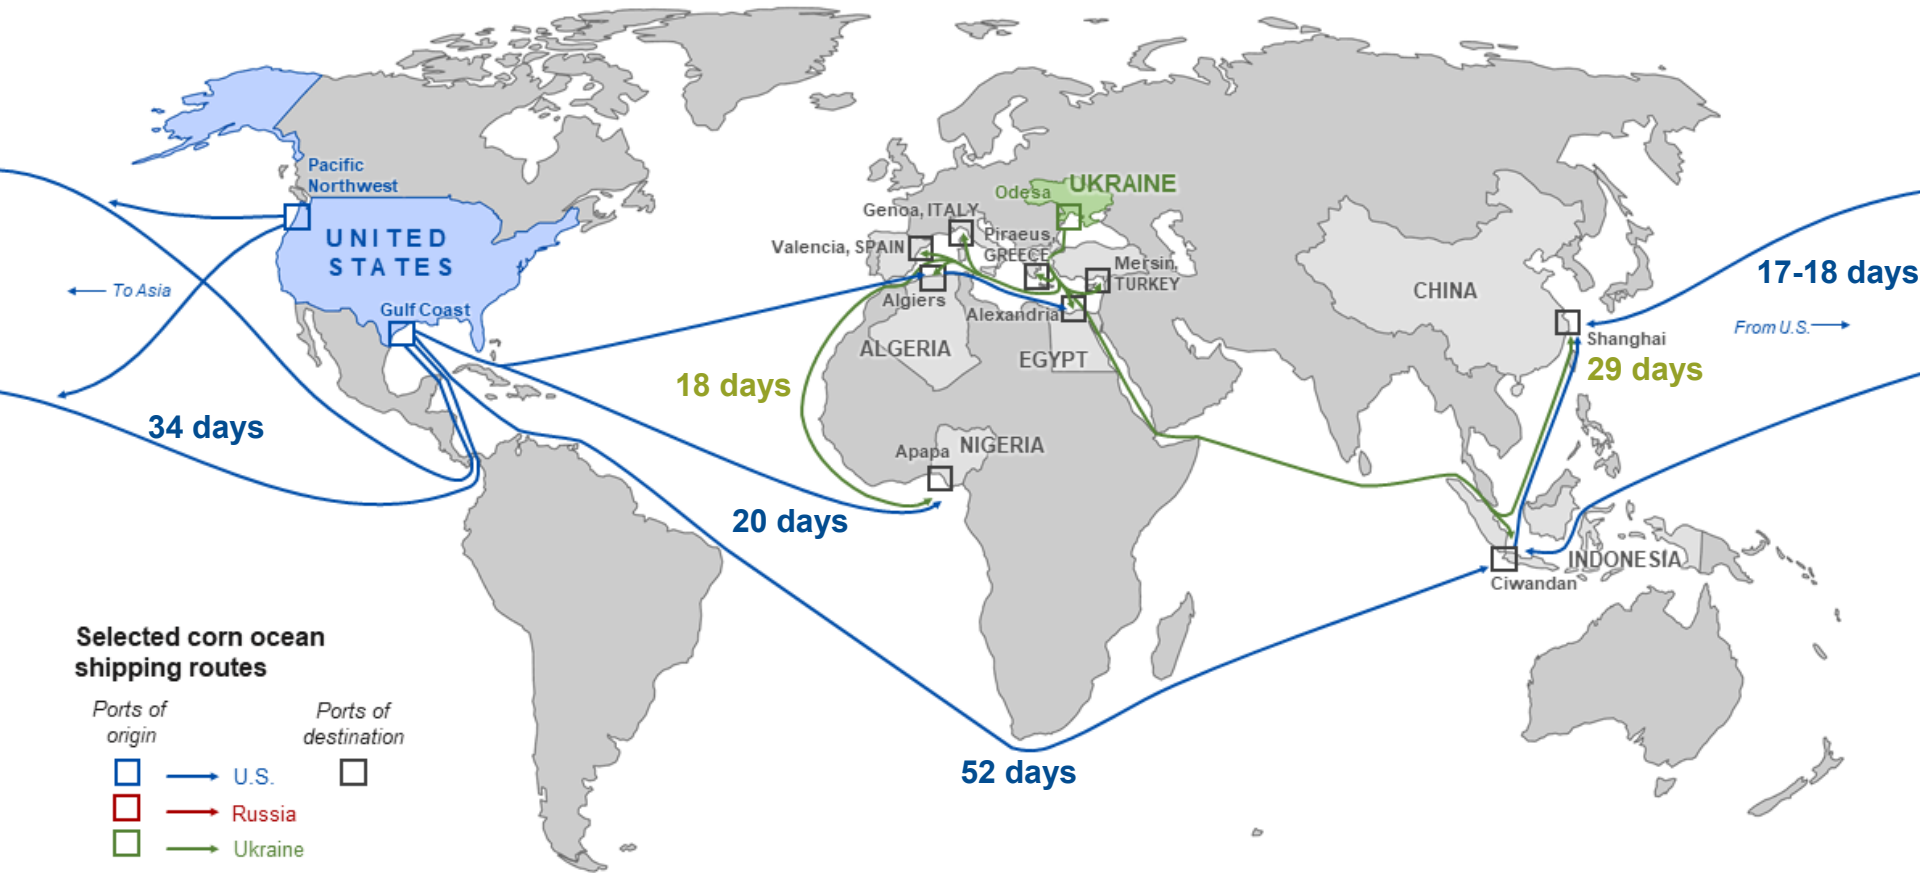 Pacific
Northwest
UNITED
STATES
To Asia
Gulf Coast
34 days
Odesa
UKRAINE
Genoa, ITALY
Valencia, SPAIN
Piraeus,
GREECE
Mersin,
TURKEY
Algiers
Alexandria
ALGERIA
EGYPT
18 days
Apapa
NIGERIA
20 days
CHINA
17-18 days
From U.S.
Shanghai
29 days
INDONESIA
Ciwandan
52 days
Selected corn ocean
shipping routes
Ports of
origin
Ports of
destination
U.S.
Russia
Ukraine